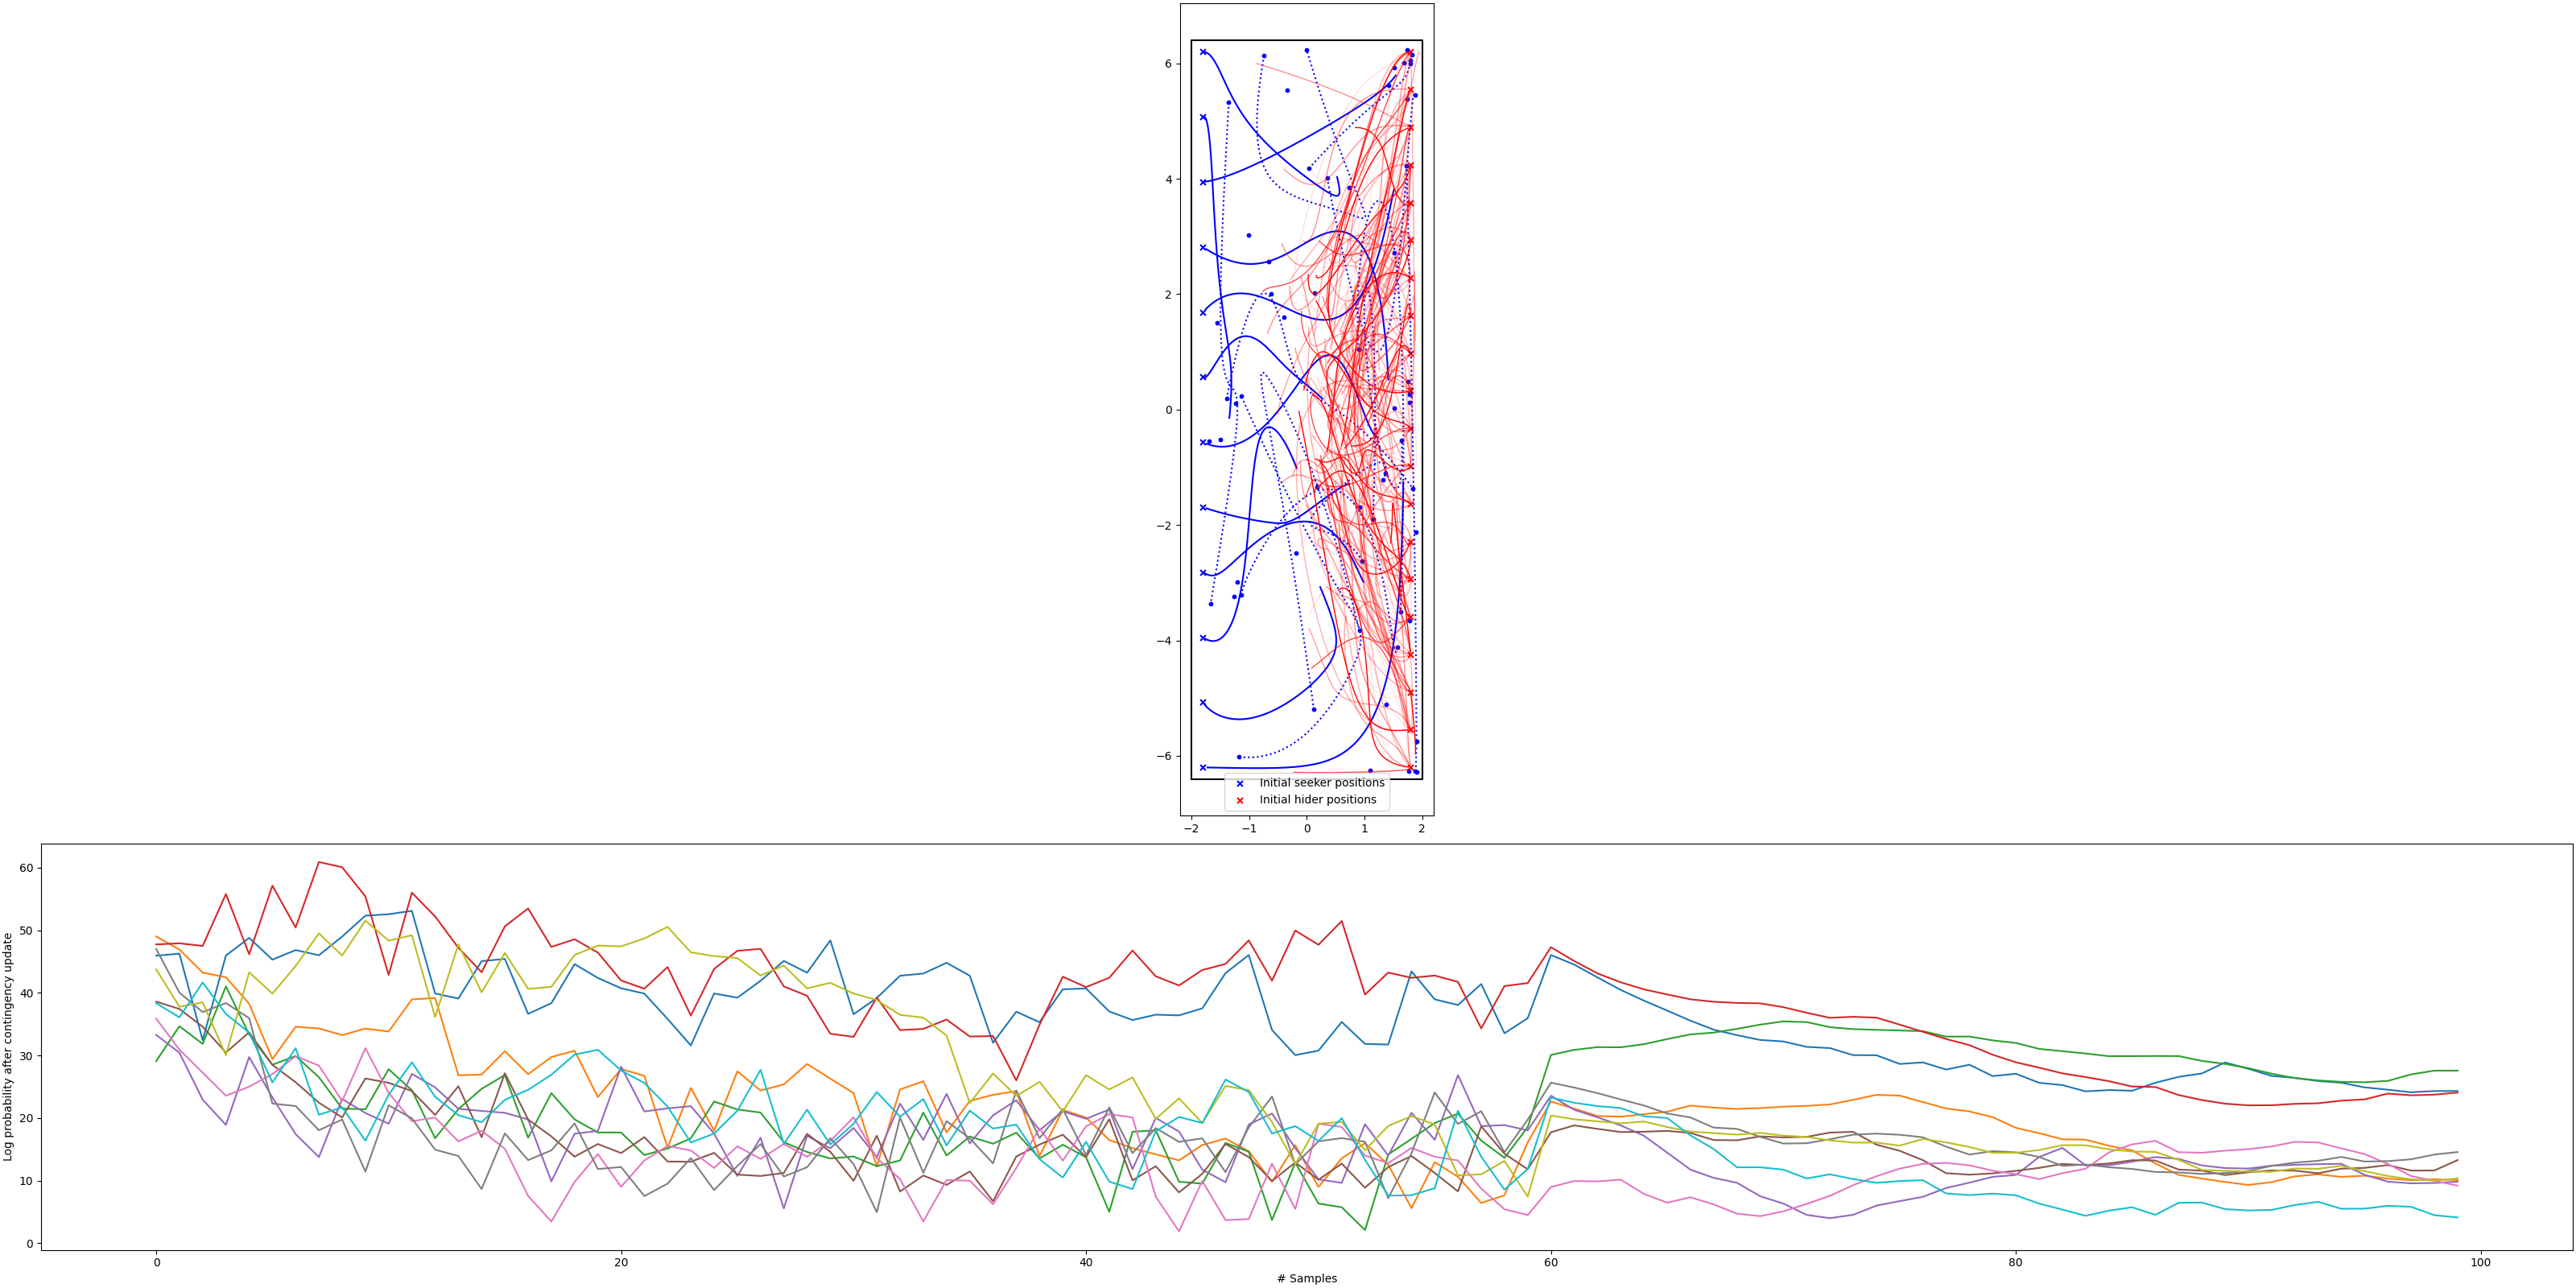 6
4
2
0
−2
−4
−6
Initial seeker positions
Initial hider positions
−2 −1 0 1 2
60
50
40
30
20
10
0
Log probability after contingency update
0 20 40 60 80 100
# Samples